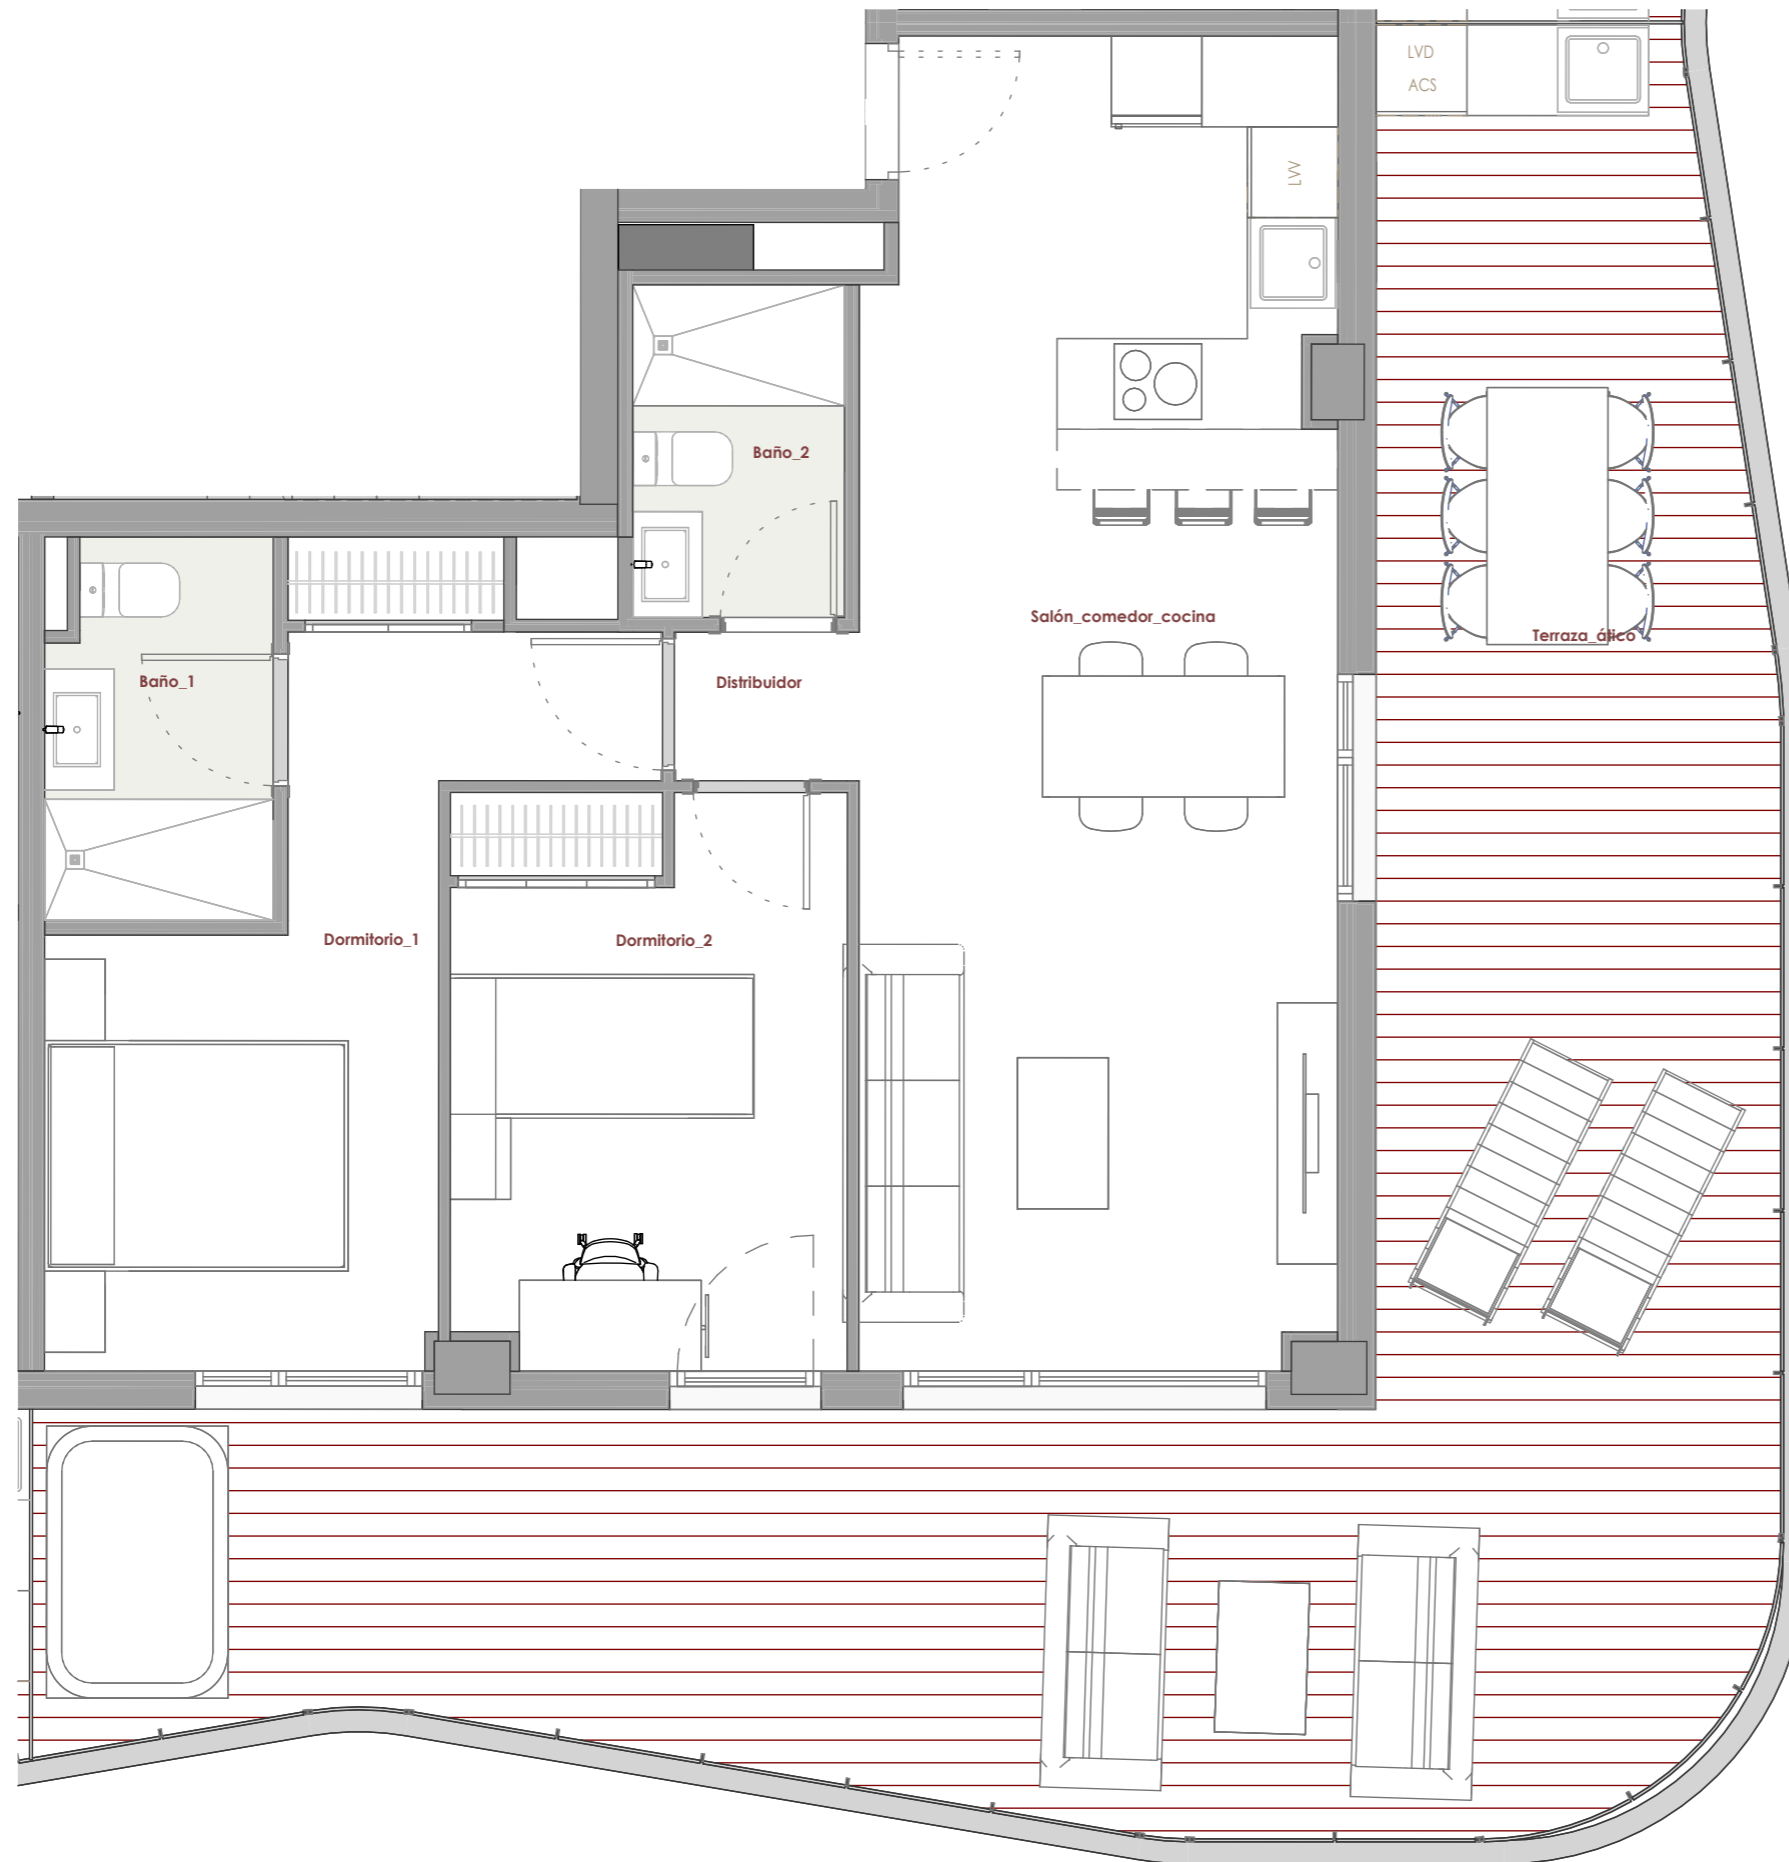 LVD
ACS
LVV
Baño_2
Salón_comedor_cocina
Terraza_ático
Baño_1
Distribuidor
Dormitorio_1
Dormitorio_2